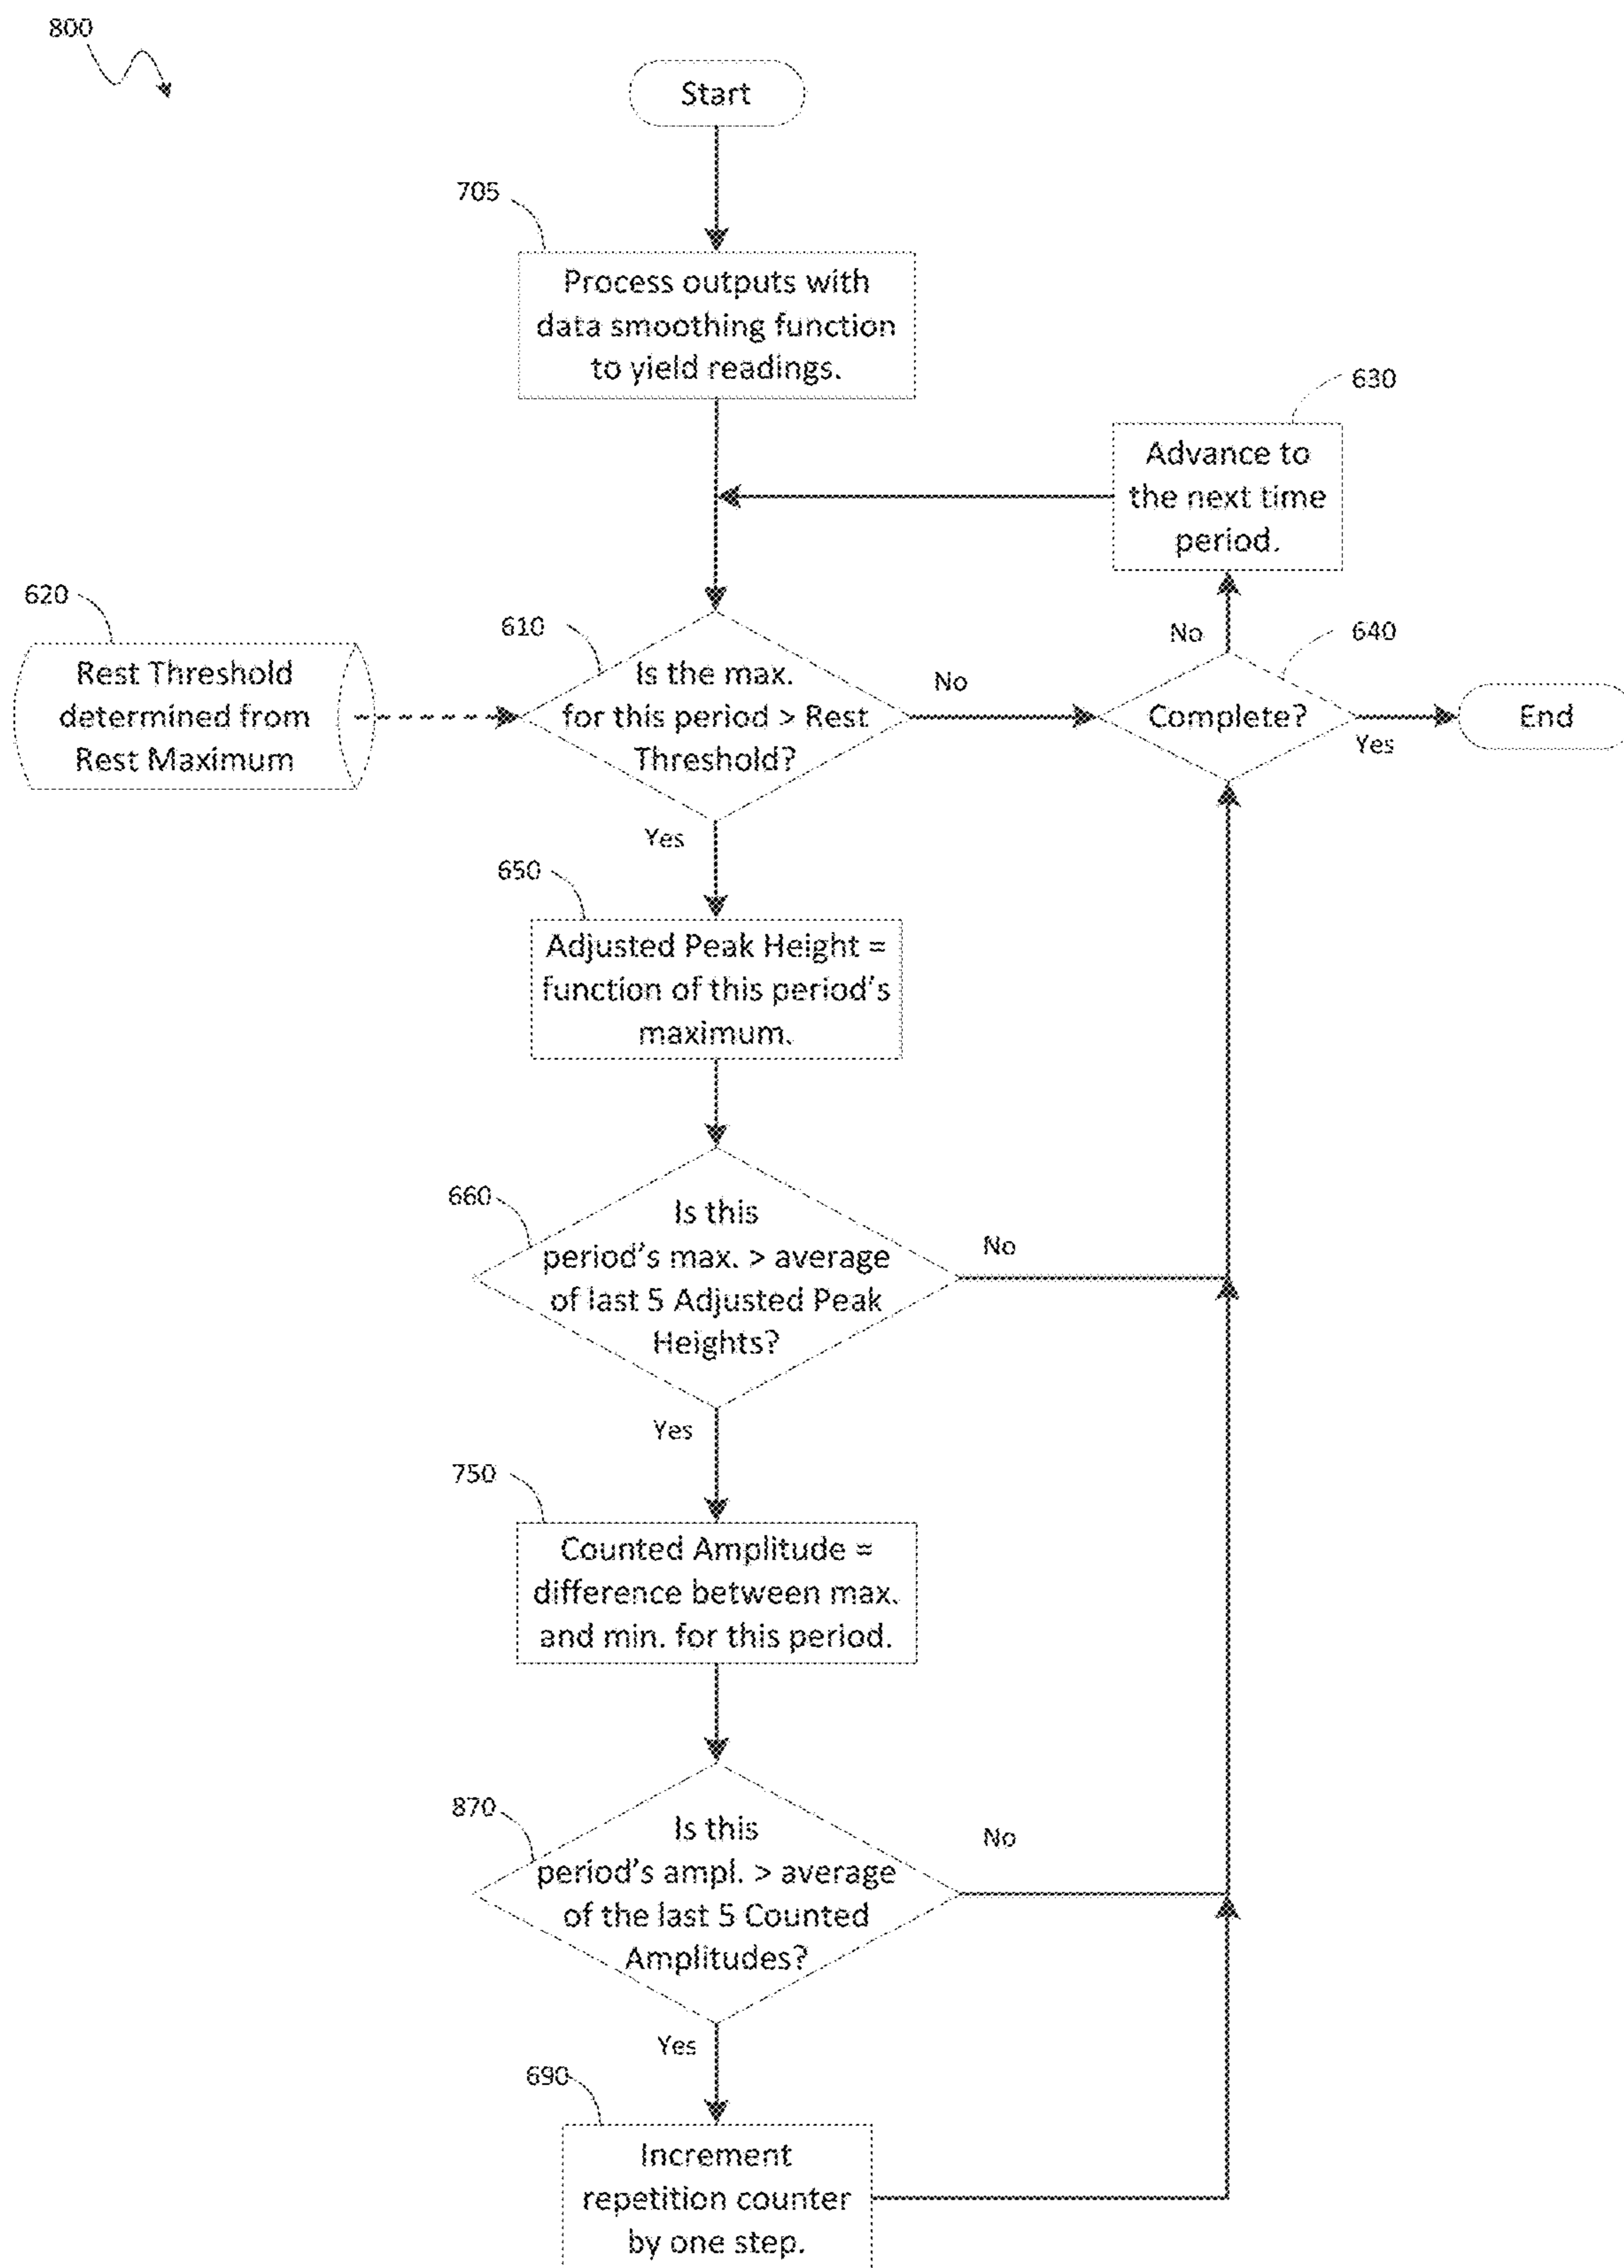 800
Start
705
Process outputs with
data smoothing function
to yield readings.
630
Advance to
the next time
period.
620
Rest Threshold
determined from
Rest Maximum
610
Is the max.
for this period > Rest
Threshold?
No
No
640
Complete?
Yes
End
Yes
650
Adjusted Peak Height =
function of this period's
maximum.
660
Is this
period's max. > average
of last 5 Adjusted Peak
Heights?
No
Yes
750
Counted Amplitude =
difference between max.
and min. for this period.
870
Is this
period's ampl. > average
of the last 5 Counted
Amplitudes?
No
Yes
690
Increment
repetition counter
by one step.